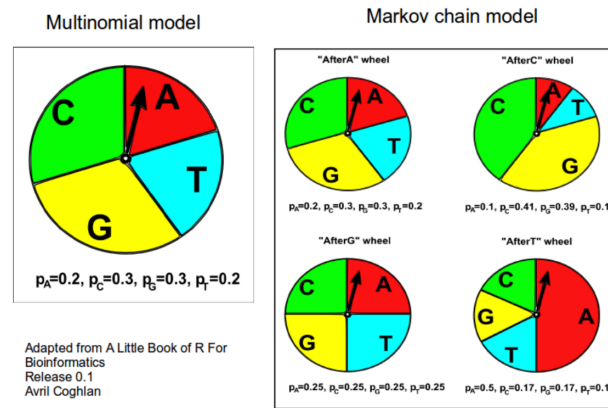 Multinomial model
C
A
T
G
pA=0.2, pC=0.3, pG=0.3, pT=0.2
Adapted from A Little Book of R For
Bioinformatics
Release 0.1
Avril Coghlan
Markov chain model
"AfterA" wheel
C
A
T
G
pA=0.2, pC=0.3, pG=0.3, pT=0.2
"AfterC" wheel
C
A
T
G
pA=0.1, pC=0.41, pG=0.39, pT=0.1
"AfterG" wheel
C
A
G
T
pA=0.25, pC=0.25, pG=0.25, pT=0.25
"AfterT" wheel
C
A
G
T
pA=0.5, pC=0.17, pG=0.17, pT=0.1